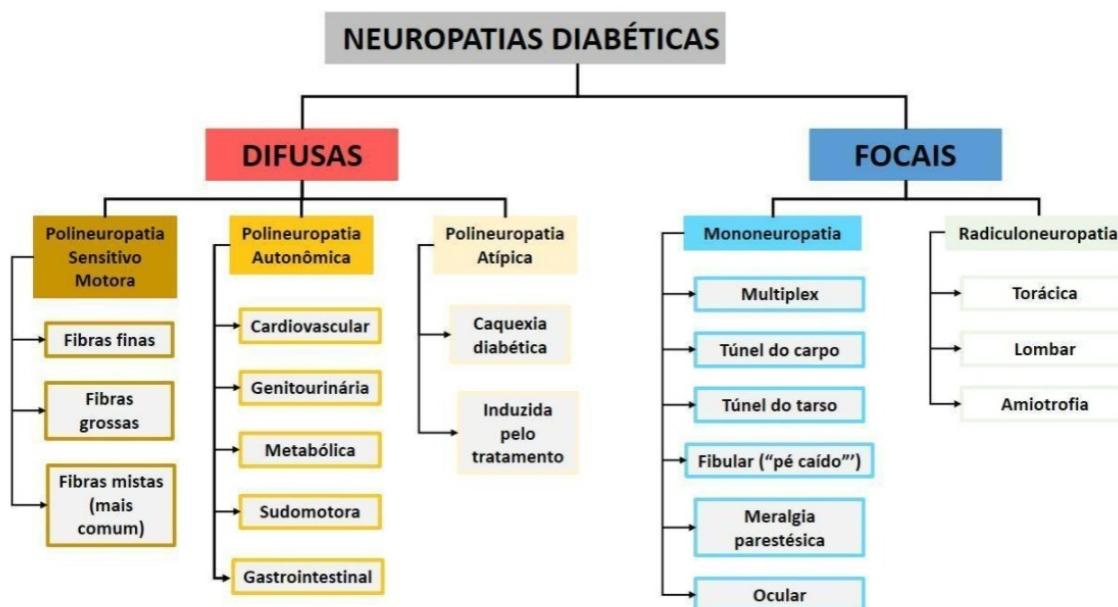 NEUROPATIAS DIABÉTICAS
DIFUSAS
FOCAIS
Polineuropatia
Sensitivo
Motora
Fibras finas
Fibras
grossas
Fibras mistas
(mais
comum)
Polineuropatia
Autonômica
Cardiovascular
Genitourinária
Metabólica
Sudomotora
Gastrointestinal
Polineuropatia
Atípica
Caquexia
diabética
Induzida
pelo
tratamento
Mononeuropatia
Multiplex
Túnel do carpo
Túnel do tarso
Fibular (“pé caído”’)
Meralgia
parestésica
Ocular
Radiculoneuropatia
Torácica
Lombar
Amiotrofia